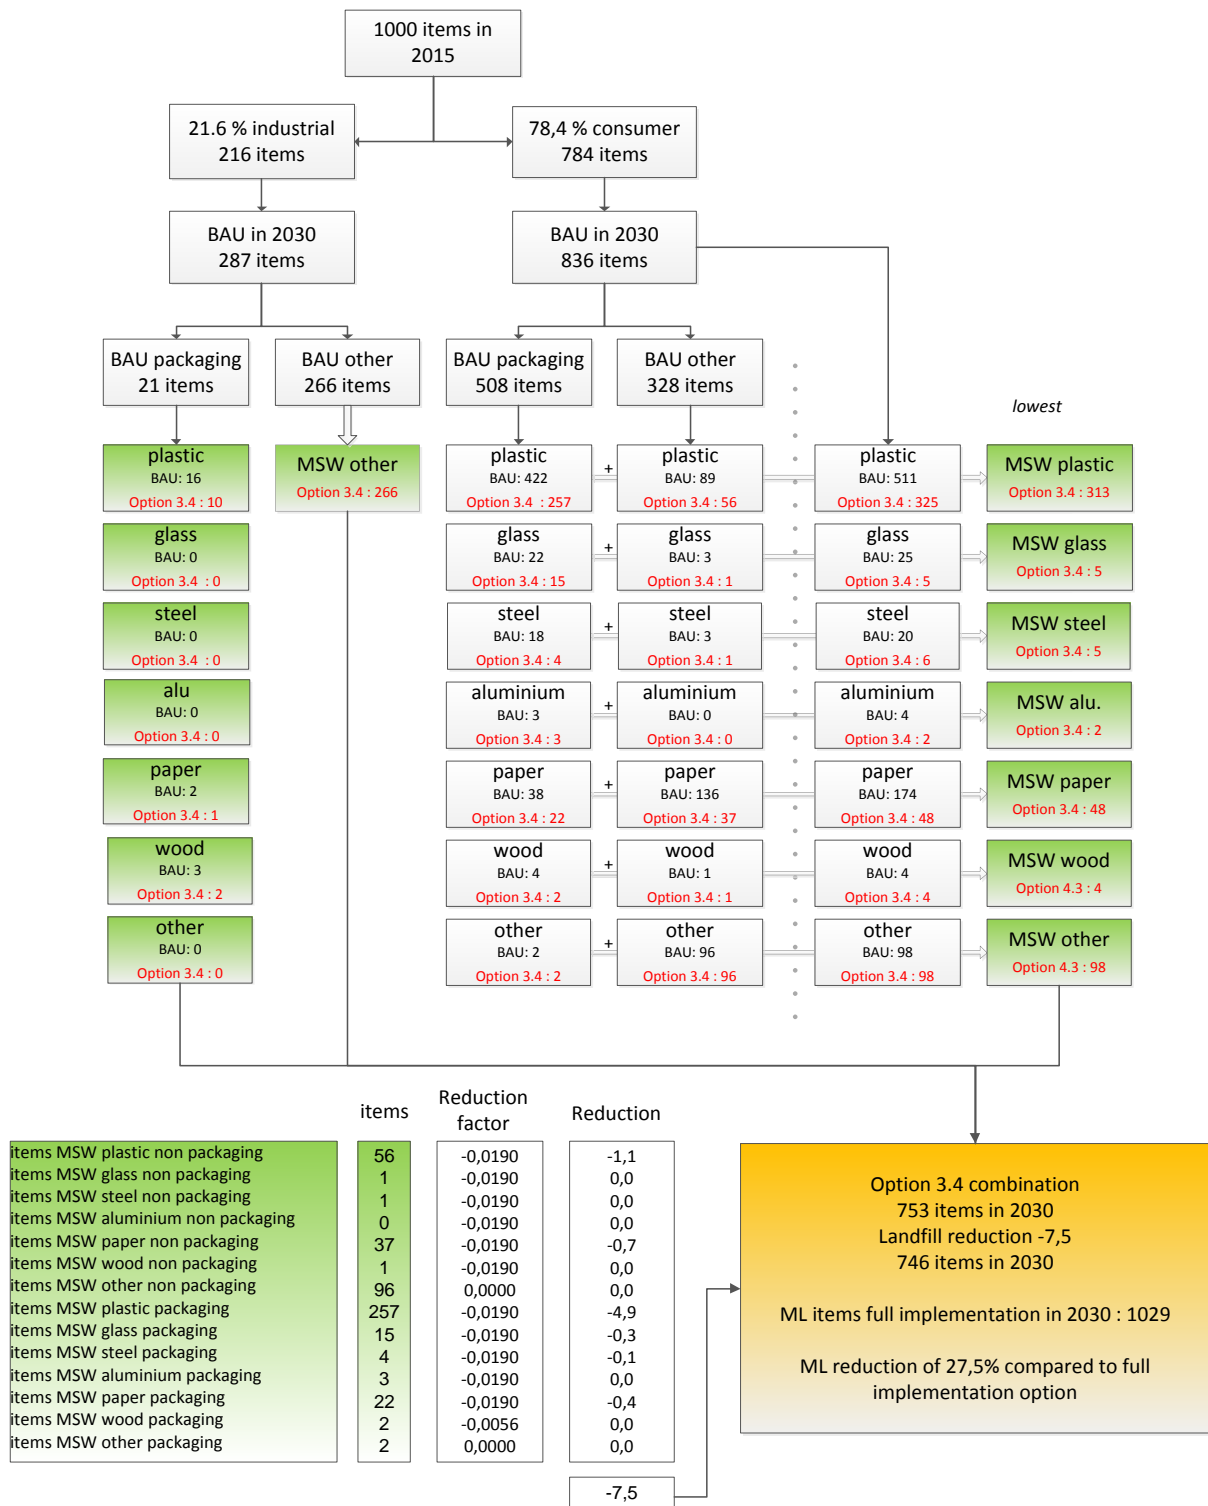 1000 items in
2015
21.6 % industrial
216 items
78,4 % consumer
784 items
BAU in 2030
287 items
BAU in 2030
836 items
BAU packaging
21 items
BAU other
266 items
BAU packaging
508 items
BAU other
328 items
lowest
plastic
BAU: 16
Option 3.4 : 10
MSW other
Option 3.4 : 266
plastic
BAU: 422
Option 3.4 : 257
+
plastic
BAU: 89
Option 3.4 : 56
plastic
BAU: 511
Option 3.4 : 325
MSW plastic
Option 3.4 : 313
glass
BAU: 0
Option 3.4 : 0
glass
BAU: 22
Option 3.4 : 15
+
glass
BAU: 3
Option 3.4 : 1
glass
BAU: 25
Option 3.4 : 5
MSW glass
Option 3.4 : 5
steel
BAU: 0
Option 3.4 : 0
steel
BAU: 18
Option 3.4 : 4
+
steel
BAU: 3
Option 3.4 : 1
steel
BAU: 20
Option 3.4 : 6
MSW steel
Option 3.4 : 5
alu
BAU: 0
Option 3.4 : 0
aluminium
BAU: 3
Option 3.4 : 3
+
aluminium
BAU: 0
Option 3.4 : 0
aluminium
BAU: 4
Option 3.4 : 2
MSW alu.
Option 3.4 : 2
paper
BAU: 2
Option 3.4 : 1
paper
BAU: 38
Option 3.4 : 22
+
paper
BAU: 136
Option 3.4 : 37
paper
BAU: 174
Option 3.4 : 48
MSW paper
Option 3.4 : 48
wood
BAU: 3
Option 3.4 : 2
wood
BAU: 4
Option 3.4 : 2
+
wood
BAU: 1
Option 3.4 : 1
wood
BAU: 4
Option 3.4 : 4
MSW wood
Option 4.3 : 4
other
BAU: 0
Option 3.4 : 0
other
BAU: 2
Option 3.4 : 2
+
other
BAU: 96
Option 3.4 : 96
other
BAU: 98
Option 3.4 : 98
MSW other
Option 4.3 : 98
items
Reduction
factor
Reduction
items MSW plastic non packaging 56 -0,0190 -1,1
items MSW glass non packaging 1 -0,0190 0,0
items MSW steel non packaging 1 -0,0190 0,0
items MSW aluminium non packaging 0 -0,0190 0,0
items MSW paper non packaging 37 -0,0190 -0,7
items MSW wood non packaging 1 -0,0190 0,0
items MSW other non packaging 96 0,0000 0,0
items MSW plastic packaging 257 -0,0190 -4,9
items MSW glass packaging 15 -0,0190 -0,3
items MSW steel packaging 4 -0,0190 -0,1
items MSW aluminium packaging 3 -0,0190 0,0
items MSW paper packaging 22 -0,0190 -0,4
items MSW wood packaging 2 -0,0056 0,0
items MSW other packaging 2 0,0000 0,0
-7,5
Option 3.4 combination
753 items in 2030
Landfill reduction -7,5
746 items in 2030
ML items full implementation in 2030 : 1029
ML reduction of 27,5% compared to full
implementation option